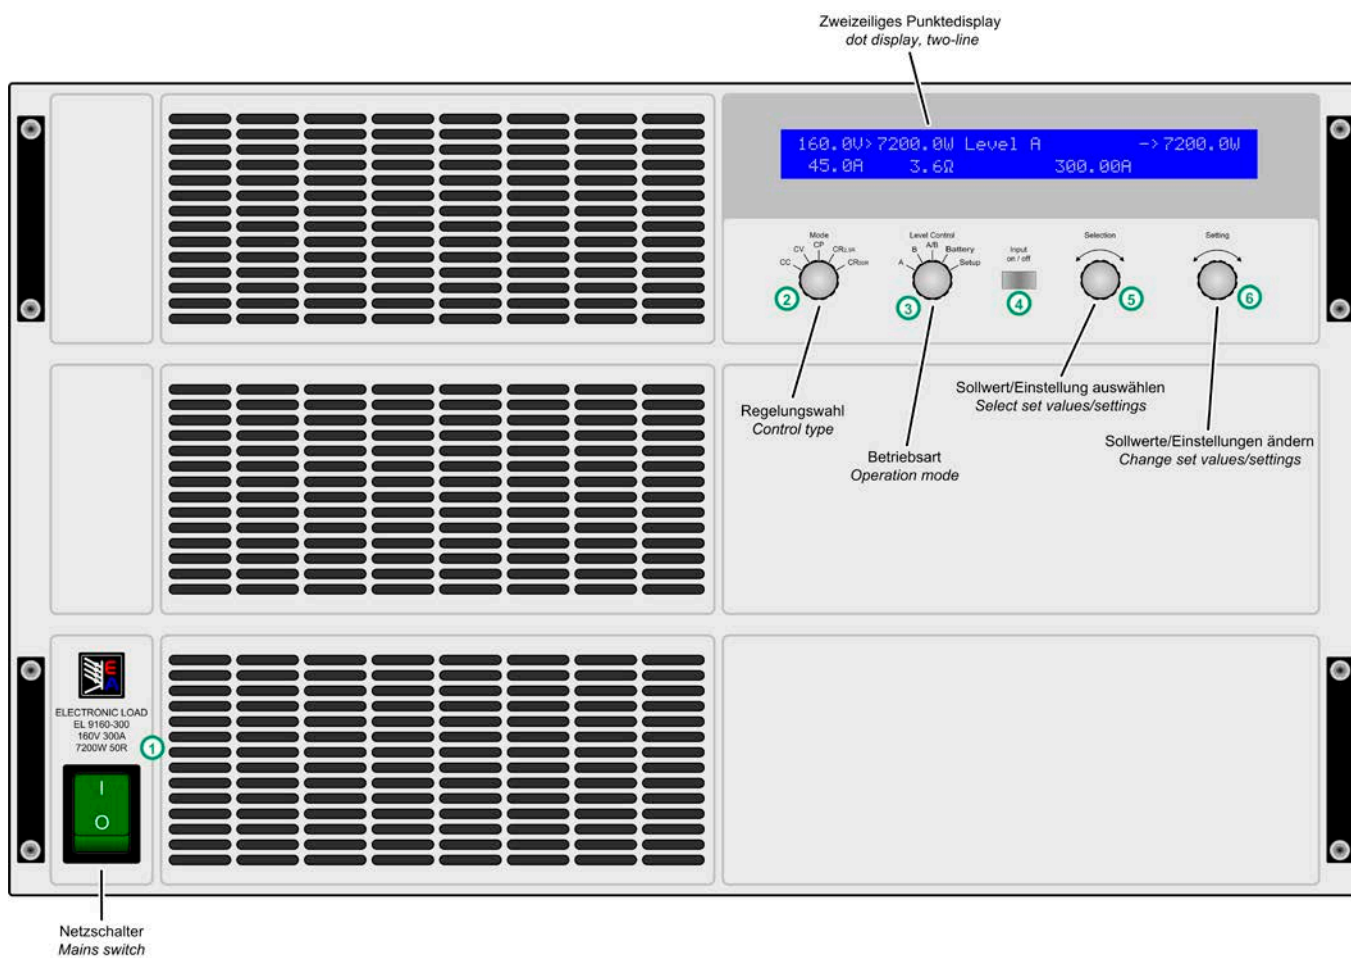 Zweizeiliges Punktedisplay
dot display, two-line
160.0V>7200.0W Level A ->7200.0W
45.0A 3.6Ω 300.00A
Mode
CC CV CP CRLVR CRSSR
Level Control
A B A/B Battery Setup
Input
on / off
Selection
Setting
2
3
4
5
6
Regelungswahl
Control type
Betriebsart
Operation mode
Sollwert/Einstellung auswählen
Select set values/settings
Sollwerte/Einstellungen ändern
Change set values/settings
EA
ELECTRONIC LOAD
EL 9160-300
160V 300A
7200W 50R
1
I
O
Netzschalter
Mains switch